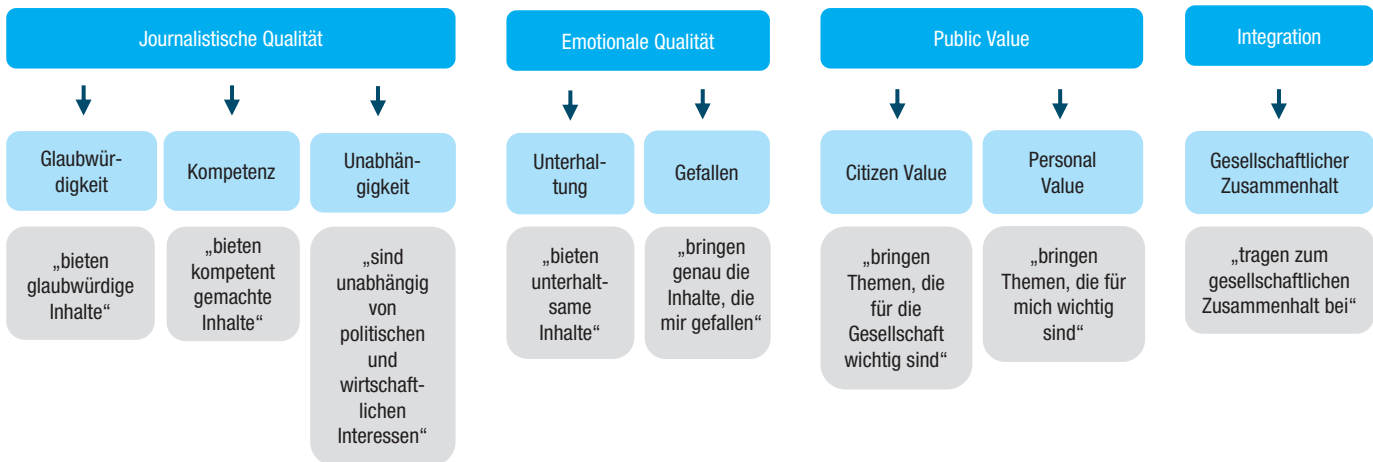 Journalistische Qualität
Emotionale Qualität
Public Value
Integration
Glaubwür-
digkeit
Kompetenz
Unabhän-
gigkeit
Unterhal-
tung
Gefallen
Citizen Value
Personal
Value
Gesellschaftlicher
Zusammenhalt
„bieten
glaubwürdige
Inhalte“
„bieten
kompetent
gemachte
Inhalte“
„sind
unabhängig
von
politischen
und
wirtschaft-
lichen
Interessen“
„bieten
unterhalt-
same
Inhalte“
„bringen
genau die
Inhalte, die
mir gefallen“
„bringen
Themen, die
für die
Gesellschaft
wichtig sind“
„bringen
Themen, die für
mich wichtig
sind“
„tragen zum
gesellschaftlichen
Zusammenhalt bei“